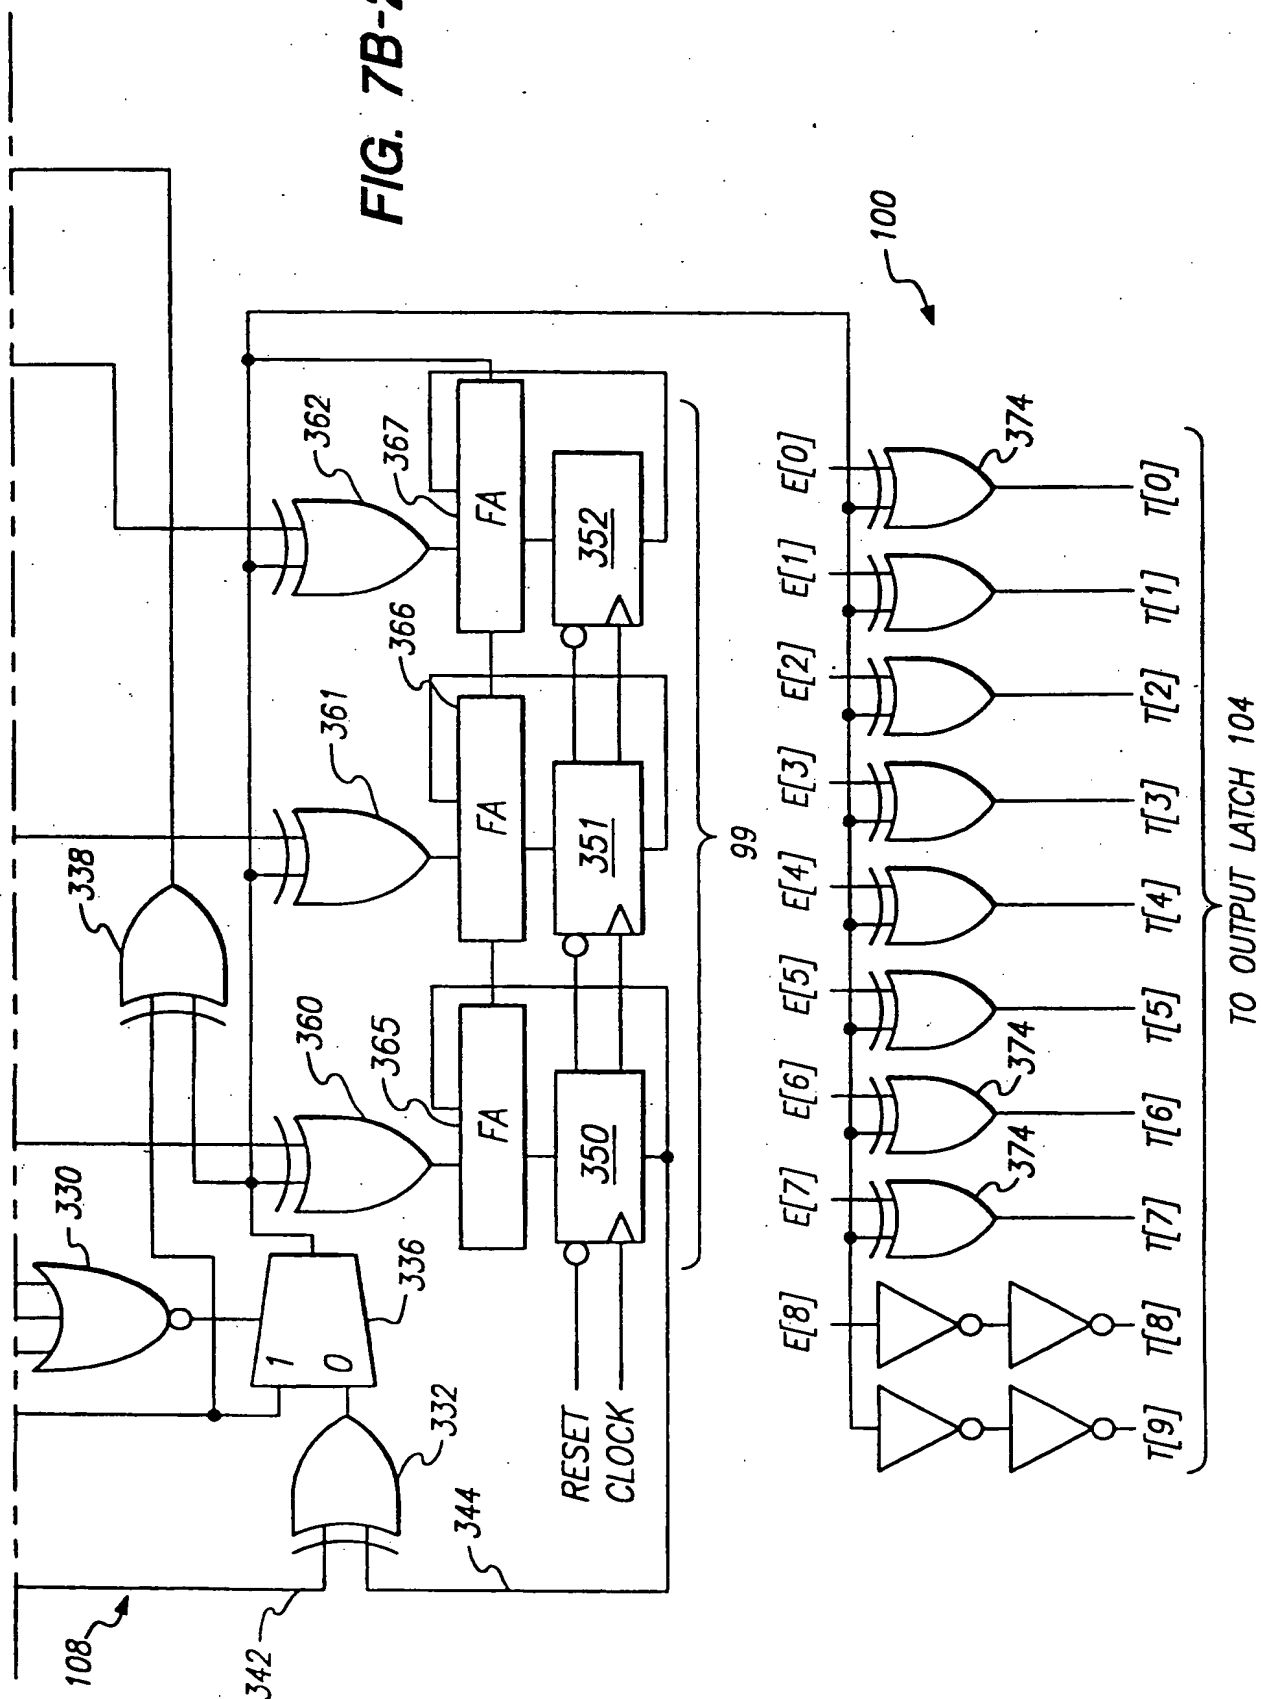 FIG. 7B-2
108
342
344
332
330
336
338
1
0
360
361
362
365
366
367
FA
FA
FA
350
351
352
RESET
CLOCK
99
100
E[8]
E[7]
E[6]
E[5]
E[4]
E[3]
E[2]
E[1]
E[0]
374
374
374
T[9]
T[8]
T[7]
T[6]
T[5]
T[4]
T[3]
T[2]
T[1]
T[0]
TO OUTPUT LATCH 104